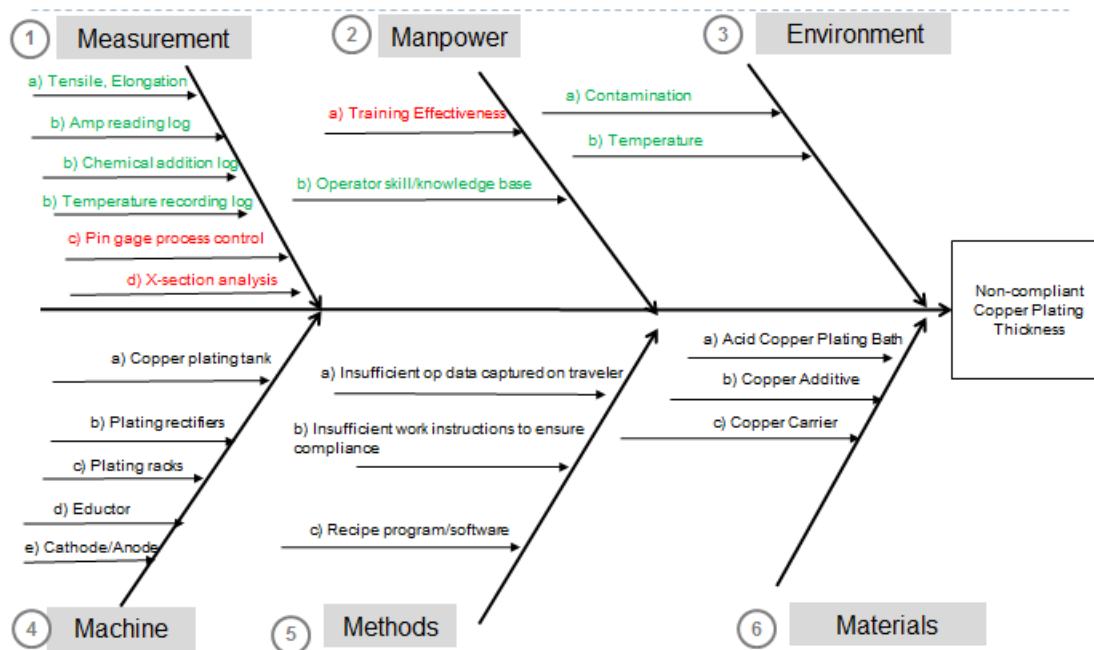 1 Measurement
a) Tensile, Elongation
b) Amp reading log
b) Chemical addition log
b) Temperature recording log
c) Pin gage process control
d) X-section analysis
2 Manpower
a) Training Effectiveness
b) Operator skill/knowledge base
3 Environment
a) Contamination
b) Temperature
Non-compliant
Copper Plating
Thickness
a) Copper plating tank
b) Plating rectifiers
c) Plating racks
d) Eductor
e) Cathode/Anode
4 Machine
a) Insufficient op data captured on traveler
b) Insufficient work instructions to ensure
compliance
c) Recipe program/software
5 Methods
a) Acid Copper Plating Bath
b) Copper Additive
c) Copper Carrier
6 Materials